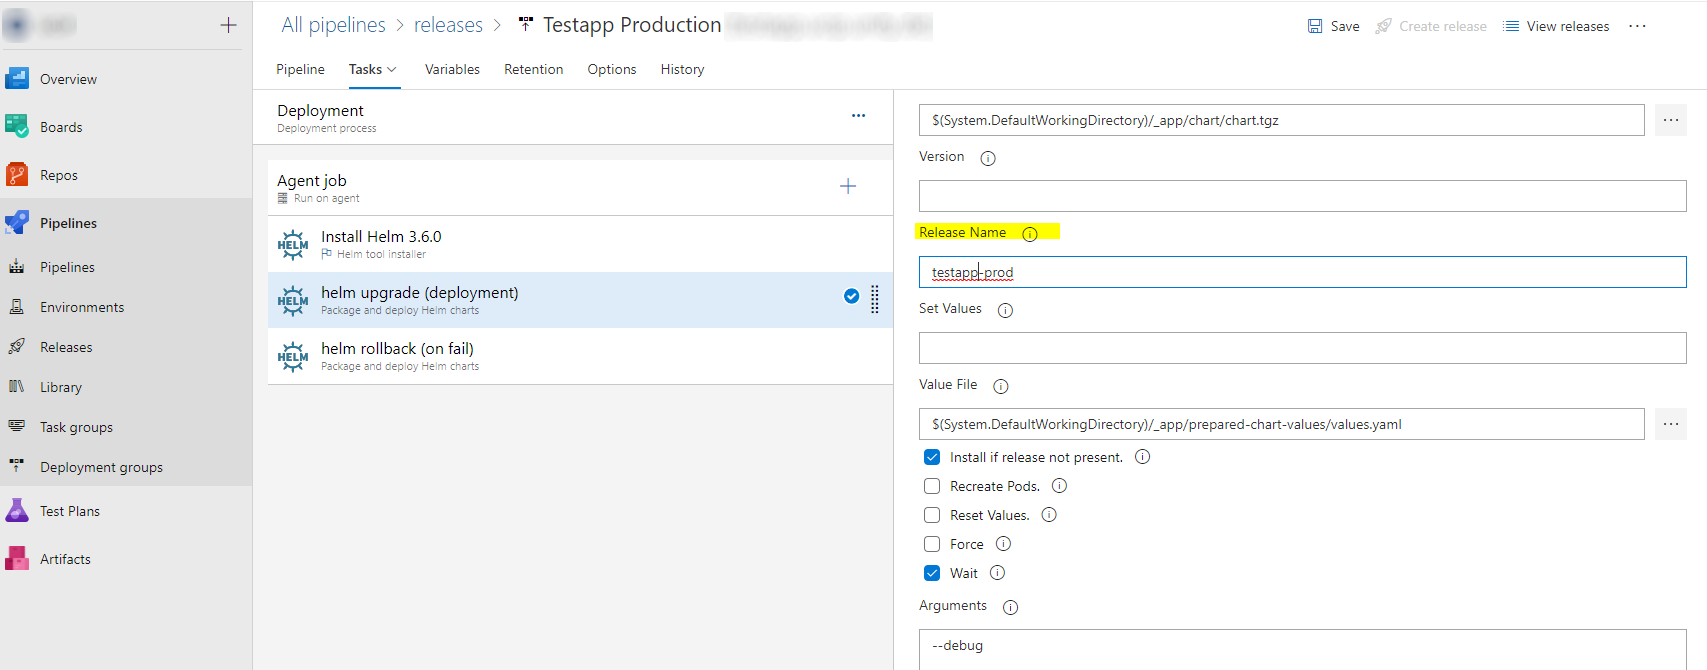 All pipelines > releases > Testapp Production
Save
Create release
View releases
...
Overview
Boards
Repos
Pipelines
Pipelines
Environments
Releases
Library
Task groups
Deployment groups
Test Plans
Artifacts
Pipeline
Tasks
Variables
Retention
Options
History
Deployment
Deployment process
...
Agent job
Run on agent
HELM
Install Helm 3.6.0
Helm tool installer
HELM
helm upgrade (deployment)
Package and deploy Helm charts
HELM
helm rollback (on fail)
Package and deploy Helm charts
$(System.DefaultWorkingDirectory)/_app/chart/chart.tgz
...
Version
Release Name
testapp-prod
Set Values
Value File
$(System.DefaultWorkingDirectory)/_app/prepared-chart-values/values.yaml
...
Install if release not present.
Recreate Pods.
Reset Values.
Force
Wait
Arguments
--debug